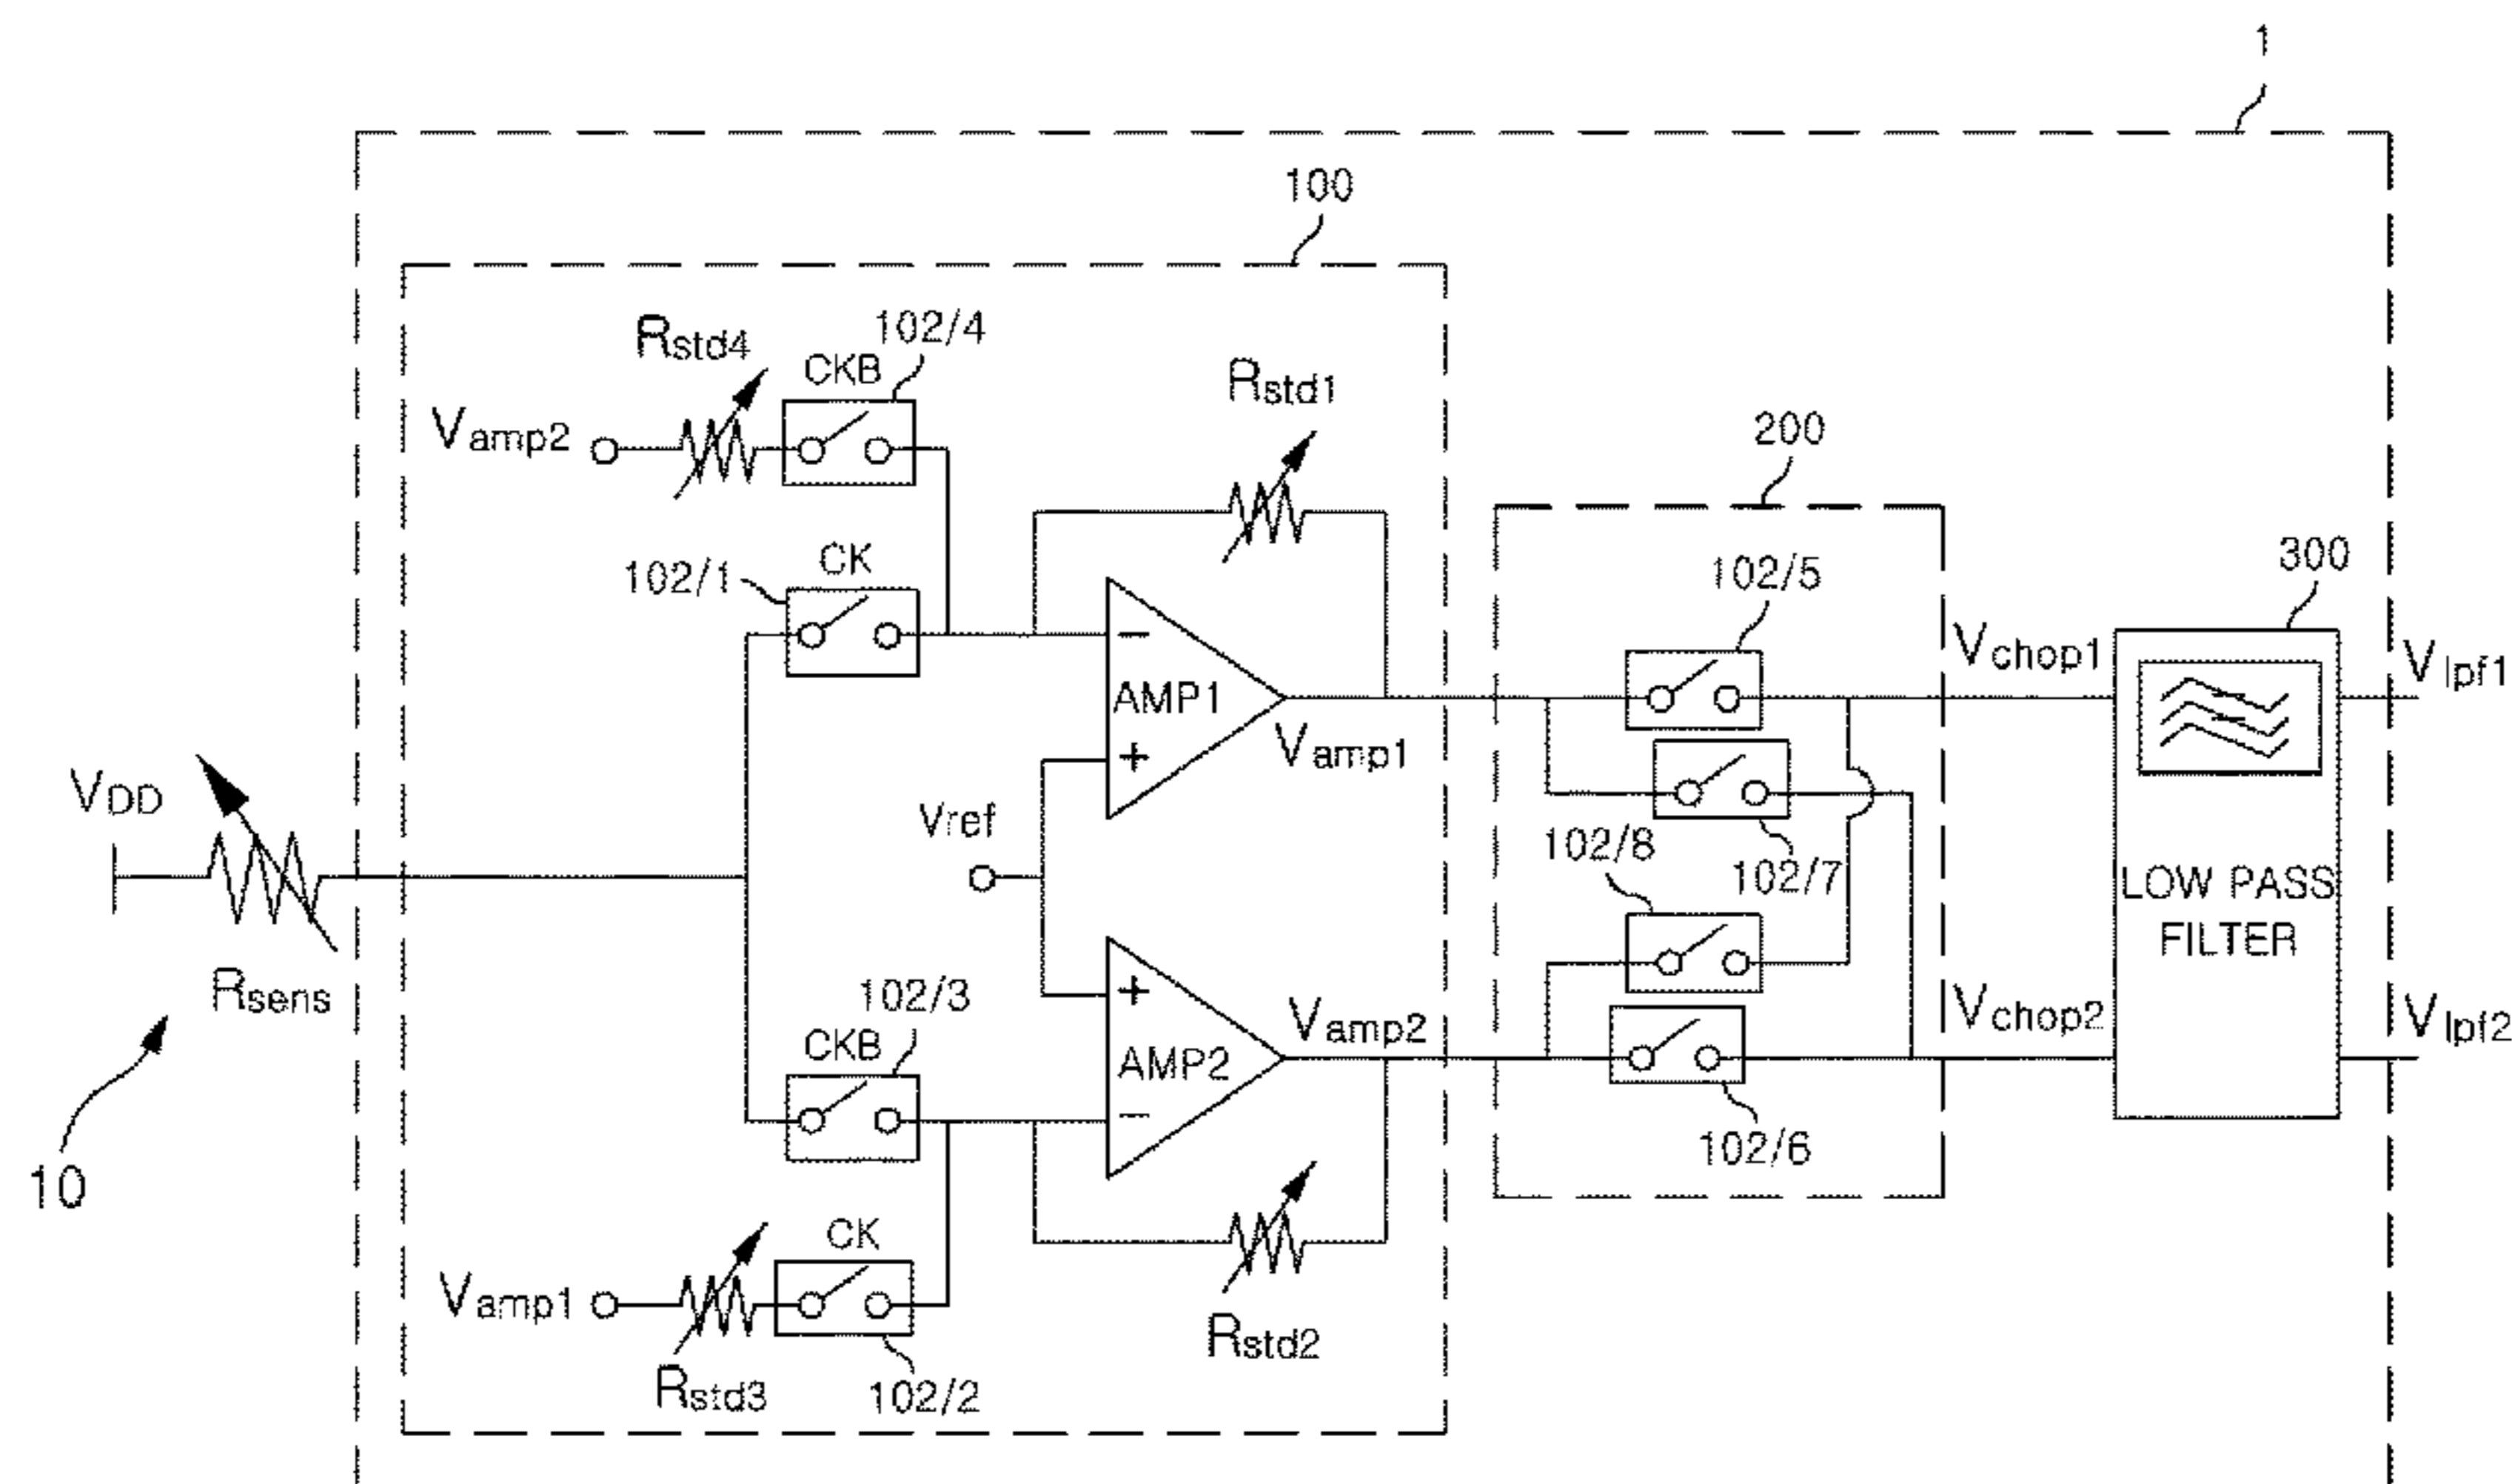 1
100
Rstd4
CKB
102/4
Vamp2
Rstd1
200
102/1
CK
300
102/5
Vchop1
Vlpf1
AMP1
−
+
Vamp1
VDD
Vref
102/8
102/7
LOW PASS
FILTER
Rsens
102/3
CKB
+
AMP2
−
Vamp2
Vchop2
Vlpf2
102/6
10
CK
Vamp1
Rstd3
102/2
Rstd2